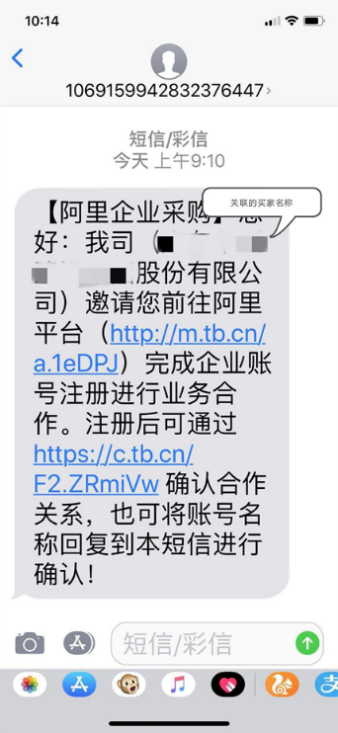 10:14
1069159942832376447
短信/彩信
今天 上午9:10
关联的买家名称
【阿里企业采购】您
好：我司（
股份有限公
司）邀请您前往阿里
平台（http://m.tb.cn/
a.1eDPJ）完成企业账
号注册进行业务合
作。注册后可通过
https://c.tb.cn/
F2.ZRmiVw 确认合作
关系，也可将账号名
称回复到本短信进行
确认！
短信/彩信
支